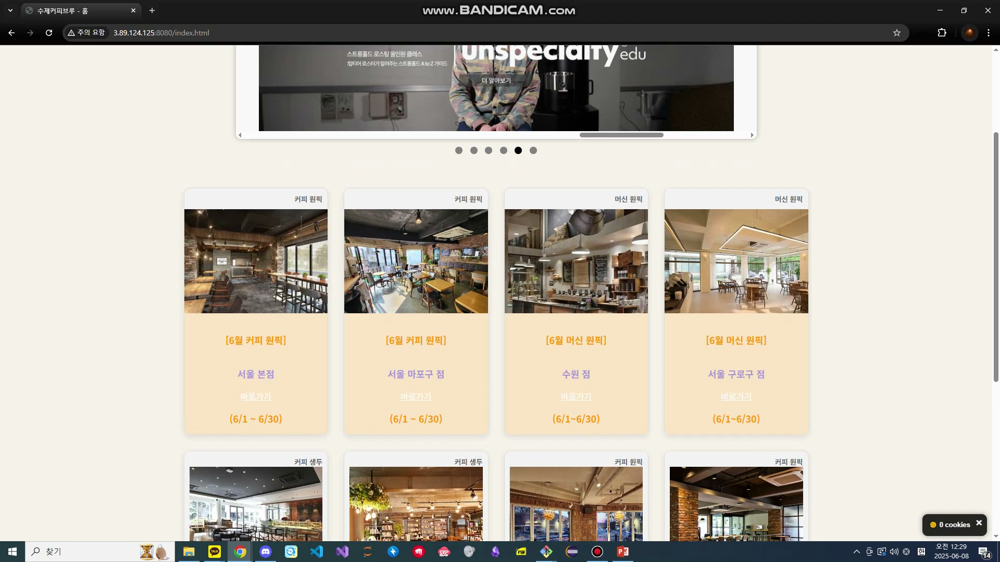 수제커피브루 - 홈
www.BANDICAM.com
주의 요함
3.89.124.125:8080/index.html
스트롱홀드 로스팅 올인원 클래스
:탑티어 로스터가 알려주는 스트롱홀드 A to Z 가이드
unspecialty edu
더 알아보기
커피 원픽
커피 원픽
머신 원픽
머신 원픽
[6월 커피 원픽]
[6월 커피 원픽]
[6월 머신 원픽]
[6월 머신 원픽]
서울 본점
서울 마포구 점
수원 점
서울 구로구 점
바로가기
바로가기
바로가기
바로가기
(6/1 ~ 6/30)
(6/1 ~ 6/30)
(6/1~6/30)
(6/1~6/30)
커피 생두
커피 생두
커피 원픽
커피 원픽
0 cookies
찾기
TALK
PDF
한
오전 12:29
2025-06-08
14